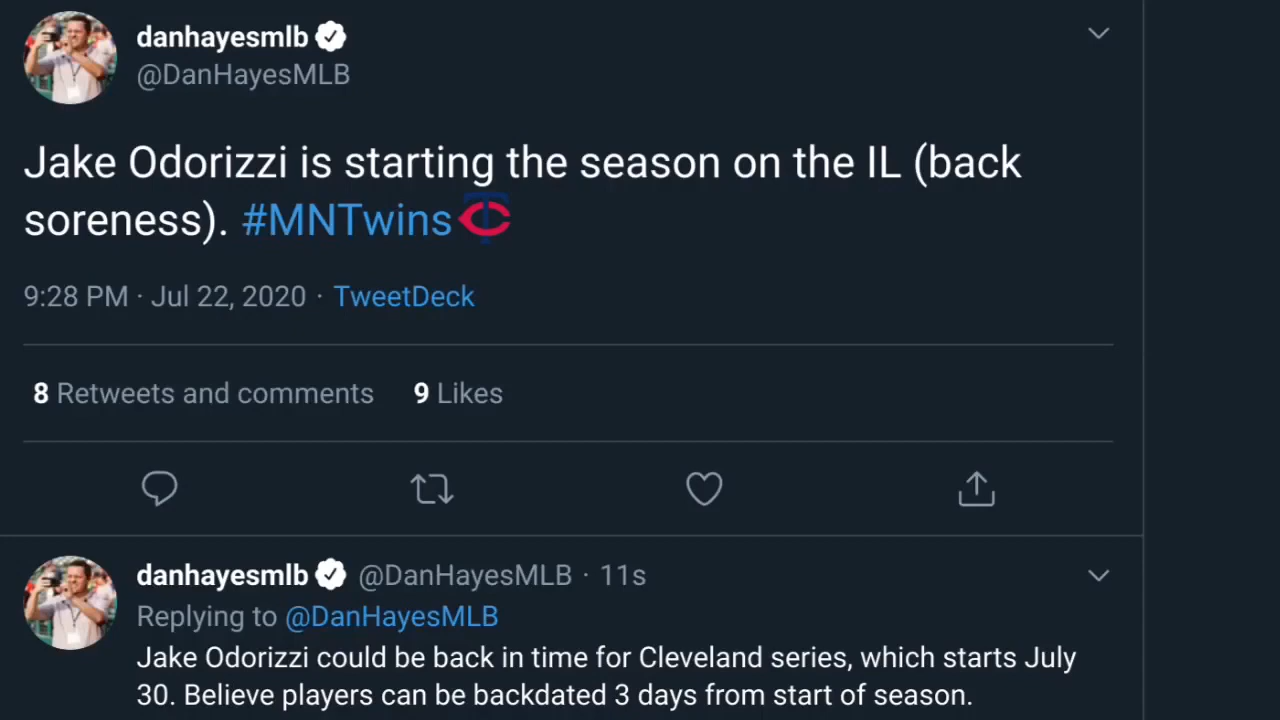 danhayesmlb
@DanHayesMLB
Jake Odorizzi is starting the season on the IL (back
soreness). #MNTwins
9:28 PM · Jul 22, 2020 · TweetDeck
8 Retweets and comments 9 Likes
danhayesmlb @DanHayesMLB · 11s
Replying to @DanHayesMLB
Jake Odorizzi could be back in time for Cleveland series, which starts July
30. Believe players can be backdated 3 days from start of season.